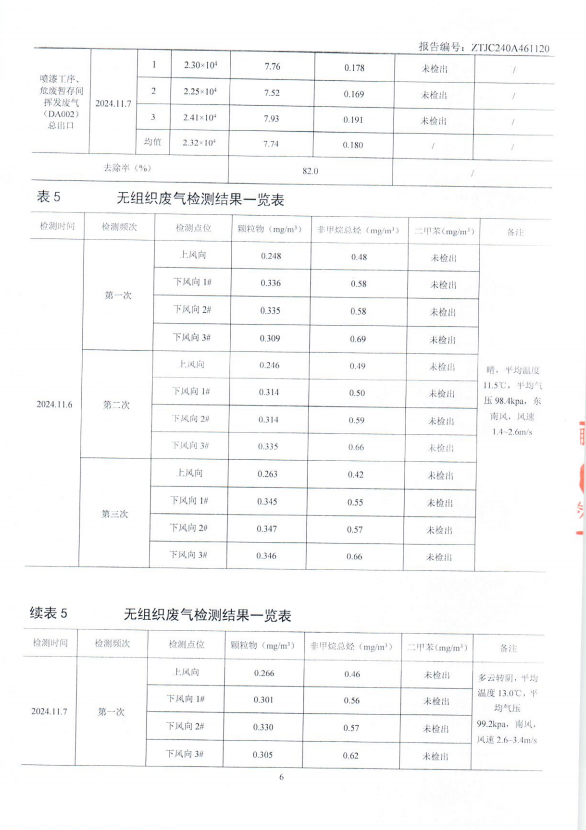 报告编号：ZTJC240A461120
喷漆工序、危废暂存间挥发废气（DA002）总出口 2024.11.7 1 2.30×10⁴ 7.76 0.178 未检出 /
2 2.25×10⁴ 7.52 0.169 未检出 /
3 2.41×10⁴ 7.93 0.191 未检出 /
均值 2.32×10⁴ 7.74 0.180 / /
去除率（%） 82.0 /
表 5 无组织废气检测结果一览表
检测时间 检测频次 检测点位 颗粒物（mg/m³） 非甲烷总烃（mg/m³） 二甲苯(mg/m³) 备注
2024.11.6 第一次 上风向 0.248 0.48 未检出
下风向 1# 0.336 0.58 未检出
下风向 2# 0.335 0.58 未检出
下风向 3# 0.309 0.69 未检出
第二次 上风向 0.246 0.49 未检出
下风向 1# 0.314 0.50 未检出
下风向 2# 0.314 0.59 未检出
下风向 3# 0.335 0.66 未检出
第三次 上风向 0.263 0.42 未检出
下风向 1# 0.345 0.55 未检出
下风向 2# 0.347 0.57 未检出
下风向 3# 0.346 0.66 未检出
晴，平均温度
11.5℃，平均气
压 98.4kpa，东
南风，风速
1.4-2.6m/s
续表 5 无组织废气检测结果一览表
检测时间 检测频次 检测点位 颗粒物（mg/m³） 非甲烷总烃（mg/m³） 二甲苯(mg/m³) 备注
2024.11.7 第一次 上风向 0.266 0.46 未检出
下风向 1# 0.301 0.56 未检出
下风向 2# 0.330 0.57 未检出
下风向 3# 0.305 0.62 未检出
多云转阴，平均
温度 13.0℃，平
均气压
99.2kpa，南风，
风速 2.6-3.4m/s
6